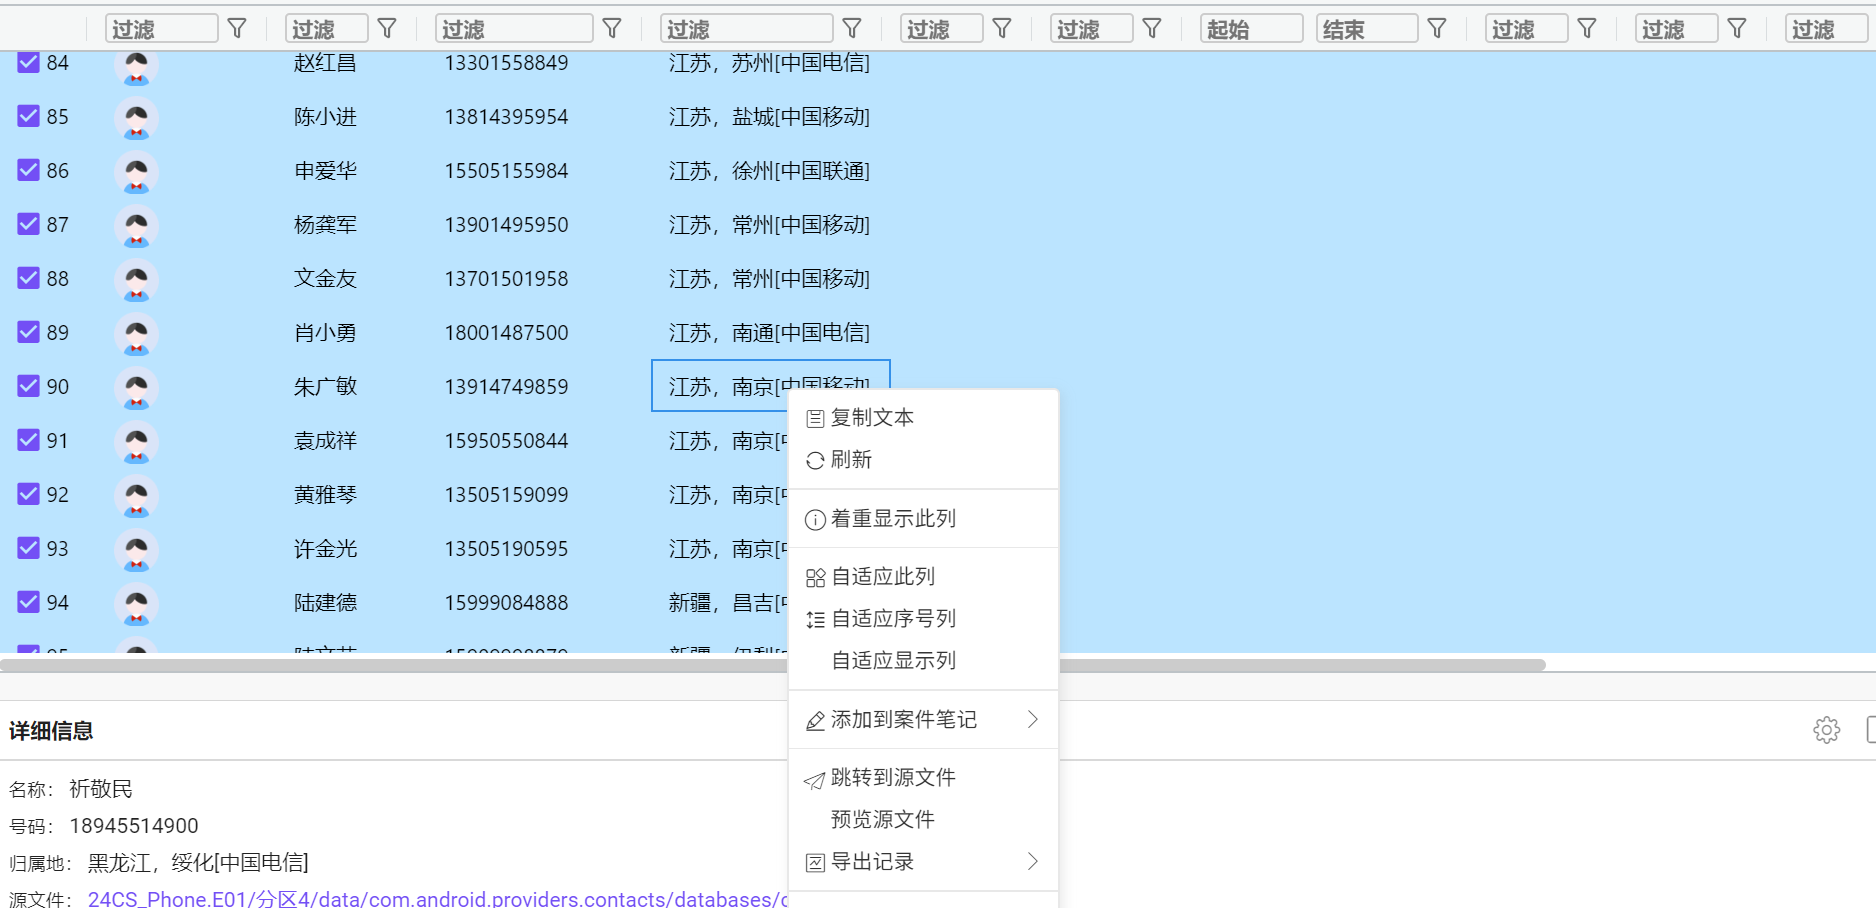 过滤 过滤 过滤 过滤 过滤 过滤 起始 结束 过滤 过滤 过滤
84 赵红昌 13301558849 江苏，苏州[中国电信]
85 陈小进 13814395954 江苏，盐城[中国移动]
86 申爱华 15505155984 江苏，徐州[中国联通]
87 杨龚军 13901495950 江苏，常州[中国移动]
88 文金友 13701501958 江苏，常州[中国移动]
89 肖小勇 18001487500 江苏，南通[中国电信]
90 朱广敏 13914749859 江苏，南京[中国移动]
91 袁成祥 15950550844 江苏，南京[
92 黄雅琴 13505159099 江苏，南京[
93 许金光 13505190595 江苏，南京[
94 陆建德 15999084888 新疆，昌吉[
复制文本
刷新
着重显示此列
自适应此列
自适应序号列
自适应显示列
添加到案件笔记
跳转到源文件
预览源文件
导出记录
详细信息
名称： 祈敬民
号码： 18945514900
归属地： 黑龙江，绥化[中国电信]
源文件： 24CS_Phone.E01/分区4/data/com.android.providers.contacts/databases/